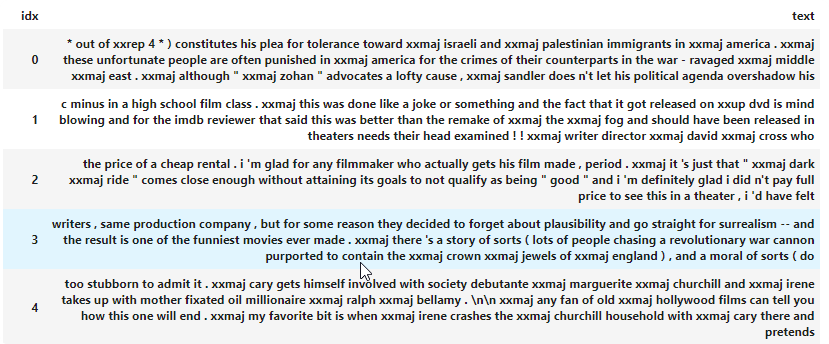 idx text
0 * out of xxrep 4 * ) constitutes his plea for tolerance toward xxmaj israeli and xxmaj palestinian immigrants in xxmaj america . xxmaj
these unfortunate people are often punished in xxmaj america for the crimes of their counterparts in the war - ravaged xxmaj middle
xxmaj east . xxmaj although " xxmaj zohan " advocates a lofty cause , xxmaj sandler does n't let his political agenda overshadow his
1 c minus in a high school film class . xxmaj this was done like a joke or something and the fact that it got released on xxup dvd is mind
blowing and for the imdb reviewer that said this was better than the remake of xxmaj the xxmaj fog and should have been released in
theaters needs their head examined ! ! xxmaj writer director xxmaj david xxmaj cross who
2 the price of a cheap rental . i 'm glad for any filmmaker who actually gets his film made , period . xxmaj it 's just that " xxmaj dark
xxmaj ride " comes close enough without attaining its goals to not qualify as being " good " and i 'm definitely glad i did n't pay full
price to see this in a theater , i 'd have felt
3 writers , same production company , but for some reason they decided to forget about plausibility and go straight for surrealism -- and
the result is one of the funniest movies ever made . xxmaj there 's a story of sorts ( lots of people chasing a revolutionary war cannon
purported to contain the xxmaj crown xxmaj jewels of xxmaj england ) , and a moral of sorts ( do
4 too stubborn to admit it . xxmaj cary gets himself involved with society debutante xxmaj marguerite xxmaj churchill and xxmaj irene
takes up with mother fixated oil millionaire xxmaj ralph xxmaj bellamy . \n\n xxmaj any fan of old xxmaj hollywood films can tell you
how this one will end . xxmaj my favorite bit is when xxmaj irene crashes the xxmaj churchill household with xxmaj cary there and
pretends